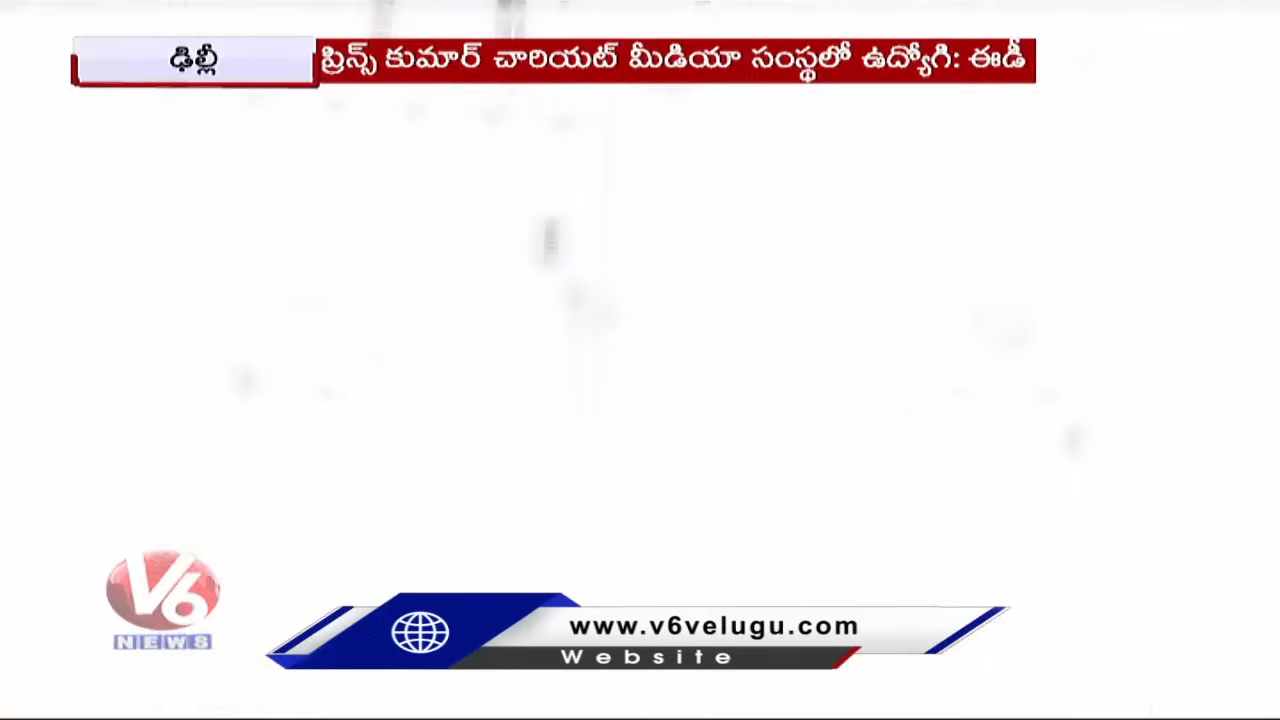 ఢిల్లీ
ప్రిన్స్ కుమార్ చారియట్ మీడియా సంస్థలో ఉద్యోగి: ఈడీ
V6
NEWS
www.v6velugu.com
Website